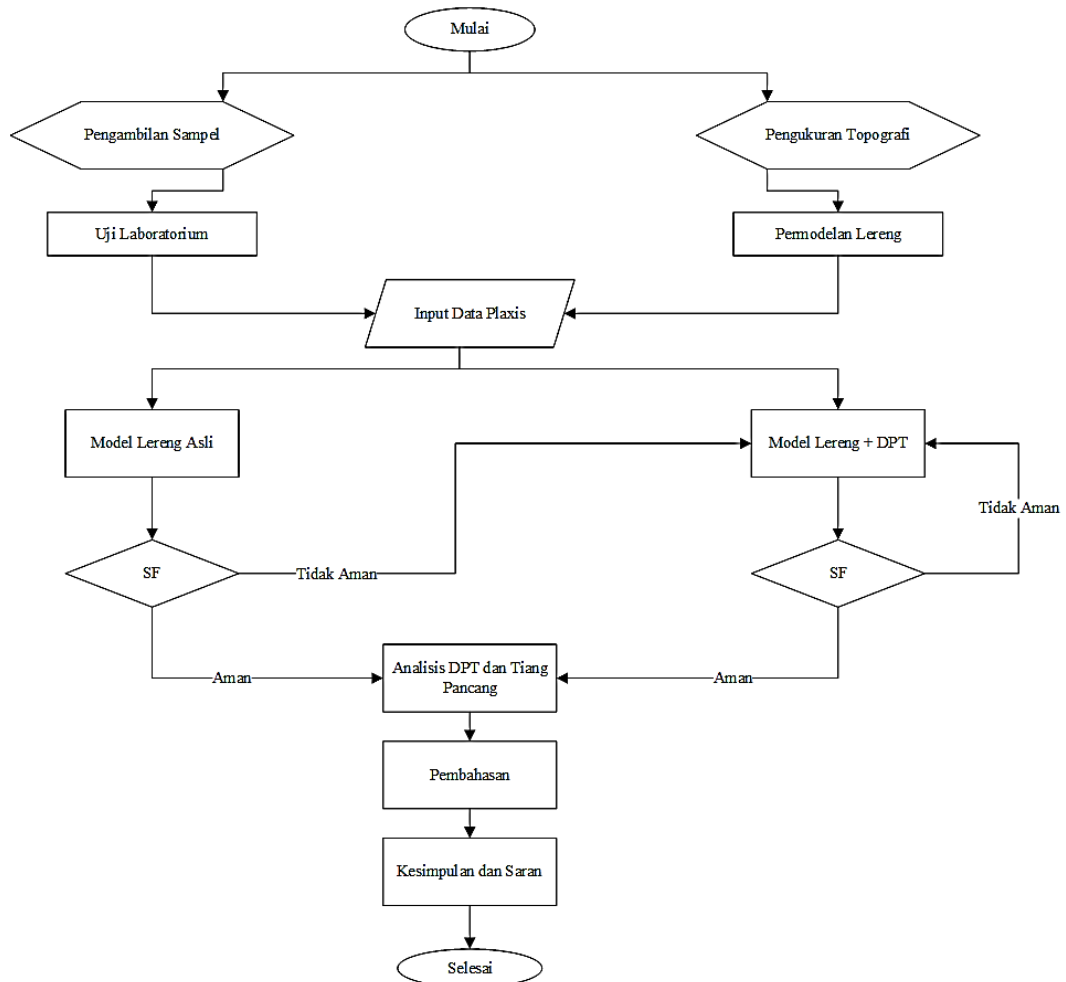 Mulai
Pengambilan Sampel
Pengukuran Topografi
Uji Laboratorium
Permodelan Lereng
Input Data Plaxis
Model Lereng Asli
Model Lereng + DPT
Tidak Aman
SF
Tidak Aman
SF
Aman
Analisis DPT dan Tiang
Pancang
Aman
Pembahasan
Kesimpulan dan Saran
Selesai